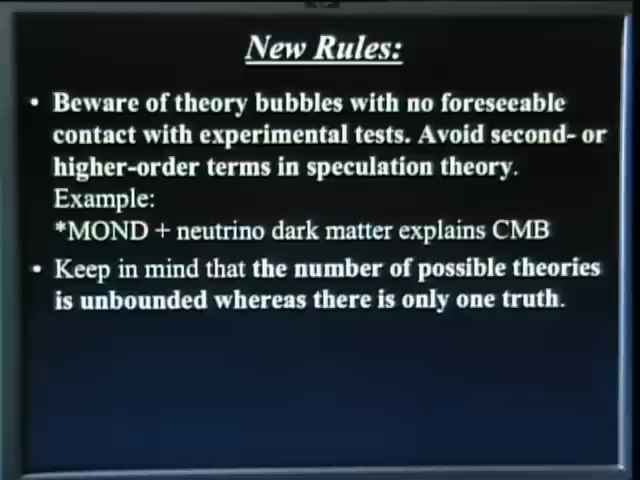 New Rules:
• Beware of theory bubbles with no foreseeable
contact with experimental tests. Avoid second- or
higher-order terms in speculation theory.
Example:
*MOND + neutrino dark matter explains CMB
• Keep in mind that the number of possible theories
is unbounded whereas there is only one truth.